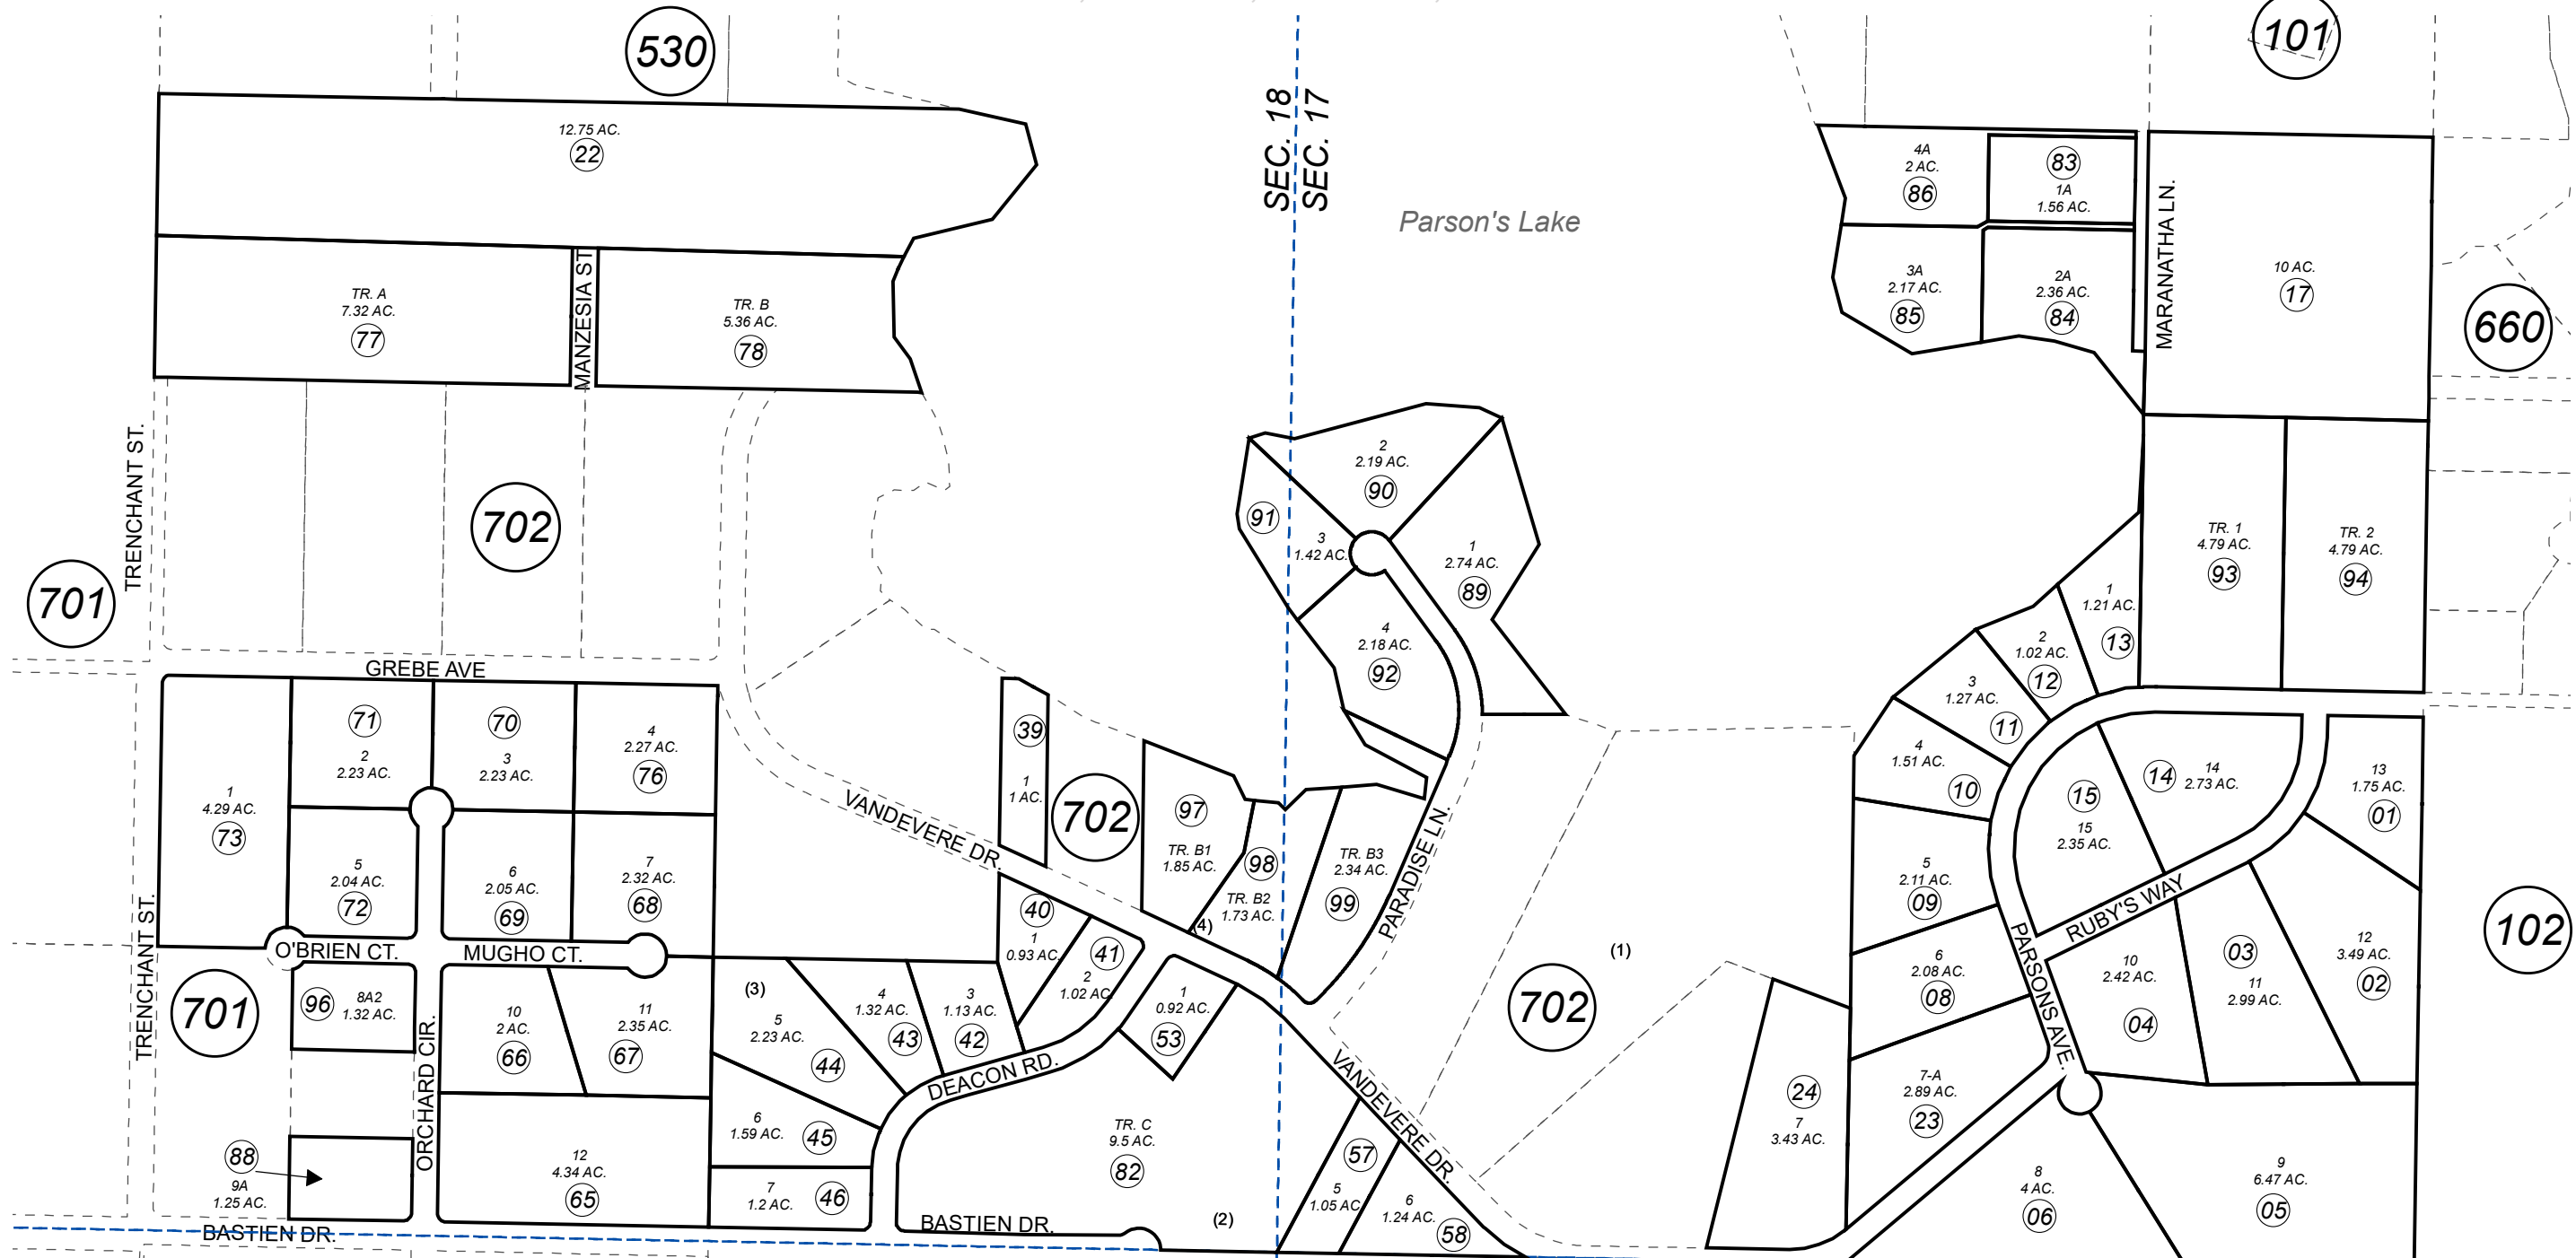 530
101
12.75 AC.
22
SEC. 18
SEC. 17
Parson's Lake
4A
2 AC.
86
83
1A
1.56 AC.
3A
2.17 AC.
85
2A
2.36 AC.
84
MARANATHA LN.
10 AC.
17
660
TR. A
7.32 AC.
77
MANZESIA ST
TR. B
5.36 AC.
78
TRENCHANT ST.
702
701
2
2.19 AC.
90
91
3
1.42 AC.
1
2.74 AC.
89
4
2.18 AC.
92
TR. 1
4.79 AC.
93
TR. 2
4.79 AC.
94
1
1.21 AC.
13
2
1.02 AC.
12
3
1.27 AC.
11
4
1.51 AC.
10
GREBE AVE
71
2
2.23 AC.
70
3
2.23 AC.
4
2.27 AC.
76
1
4.29 AC.
73
5
2.04 AC.
72
6
2.05 AC.
69
7
2.32 AC.
68
VANDEVERE DR.
39
1
1 AC.
702
97
TR. B1
1.85 AC.
98
TR. B2
1.73 AC.
(4)
TR. B3
2.34 AC.
99
PARADISE LN.
14
14
2.73 AC.
15
15
2.35 AC.
13
1.75 AC.
01
5
2.11 AC.
09
RUBY'S WAY
PARSONS AVE.
102
TRENCHANT ST.
O'BRIEN CT.
MUGHO CT.
40
1
0.93 AC.
41
2
1.02 AC.
(1)
702
6
2.08 AC.
08
10
2.42 AC.
04
03
11
2.99 AC.
12
3.49 AC.
02
701
96
8A2
1.32 AC.
ORCHARD CIR.
10
2 AC.
66
11
2.35 AC.
67
(3)
5
2.23 AC.
44
4
1.32 AC.
43
3
1.13 AC.
42
DEACON RD.
1
0.92 AC.
53
VANDEVERE DR.
24
7
3.43 AC.
7-A
2.89 AC.
23
88
9A
1.25 AC.
12
4.34 AC.
65
6
1.59 AC.
45
7
1.2 AC.
46
TR. C
9.5 AC.
82
57
5
1.05 AC
6
1.24 AC.
58
8
4 AC.
06
9
6.47 AC.
05
BASTIEN DR.
BASTIEN DR.
(2)